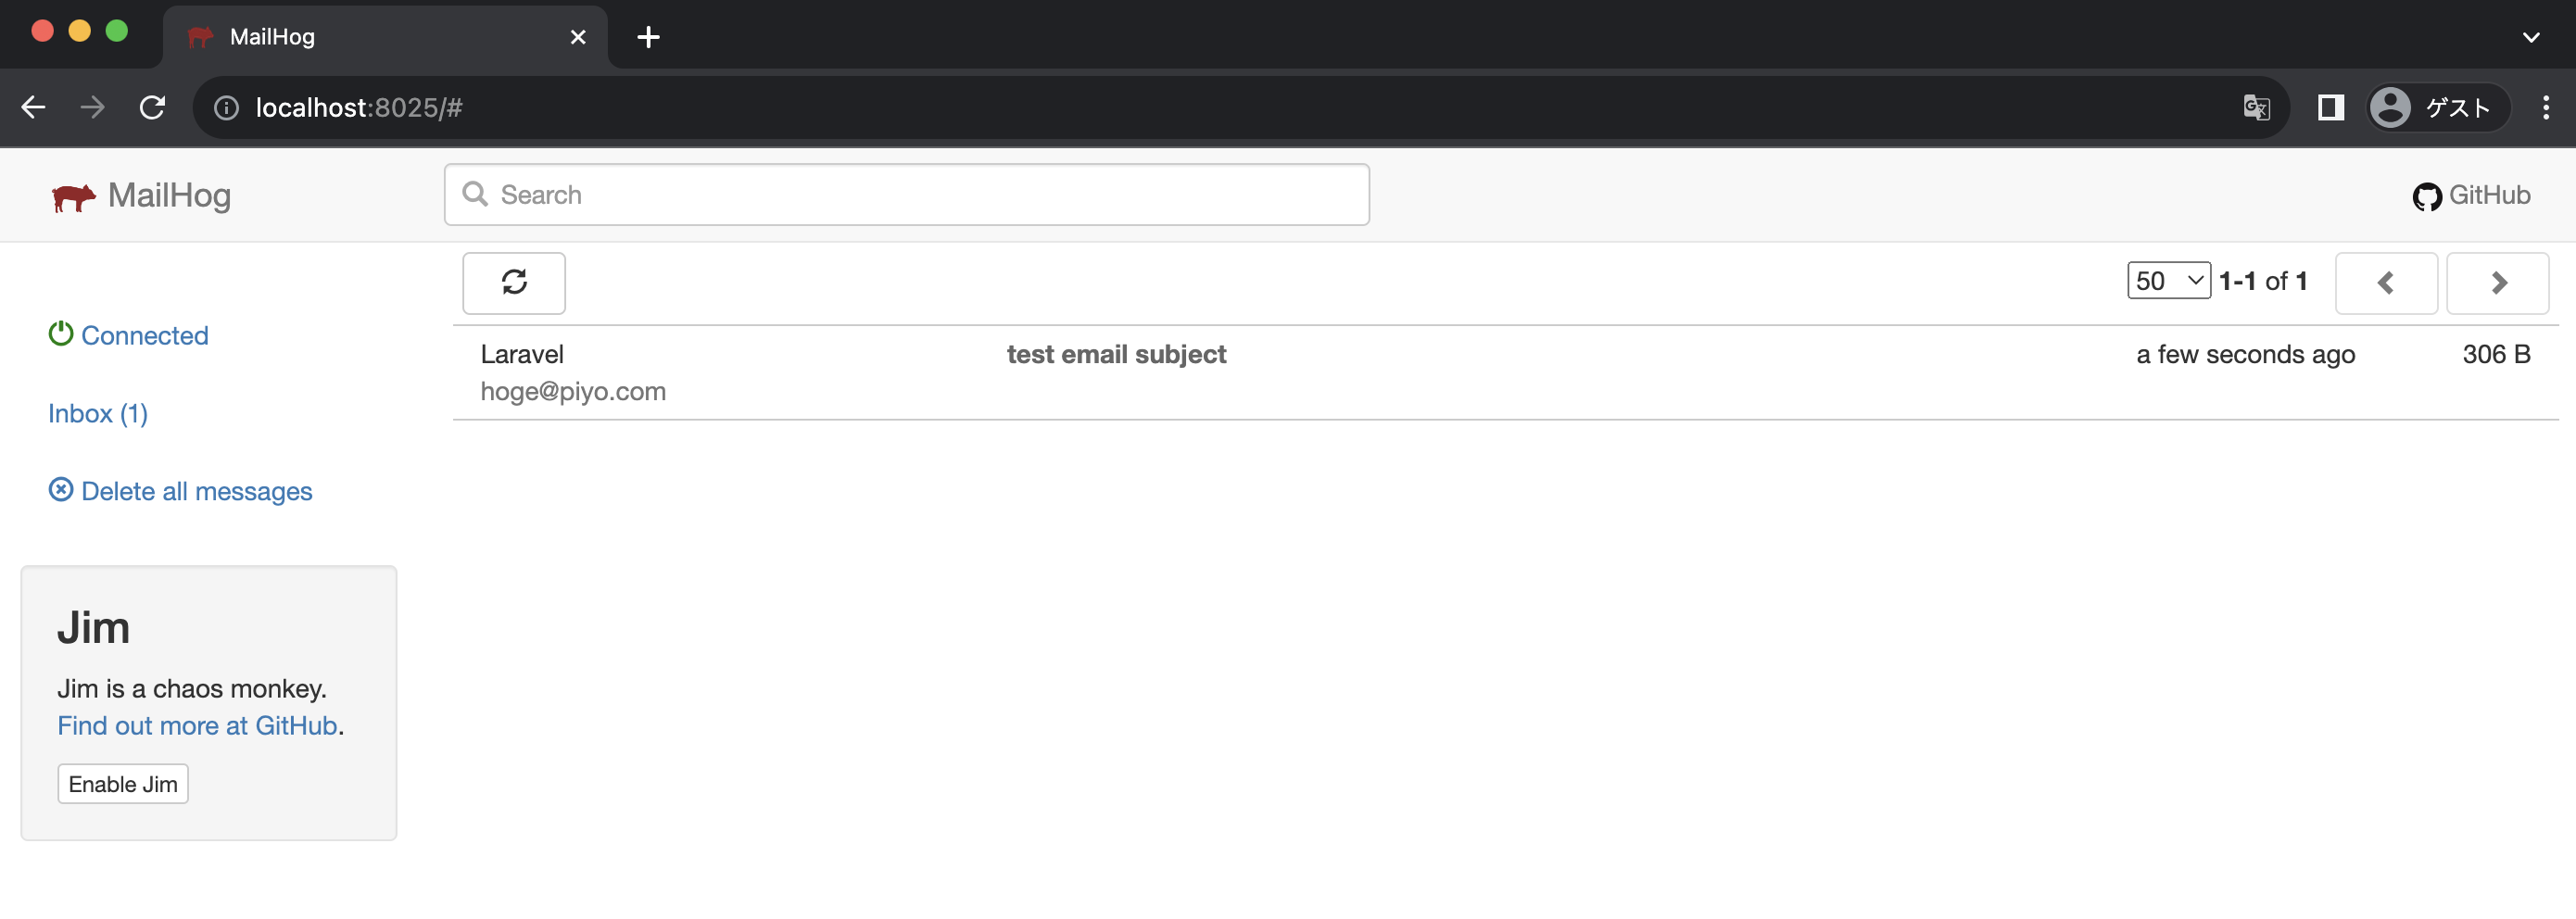 MailHog
localhost:8025/#
ゲスト
MailHog
Search
GitHub
50
1-1 of 1
Connected
Laravel
test email subject
a few seconds ago
306 B
hoge@piyo.com
Inbox (1)
Delete all messages
Jim
Jim is a chaos monkey.
Find out more at GitHub.
Enable Jim